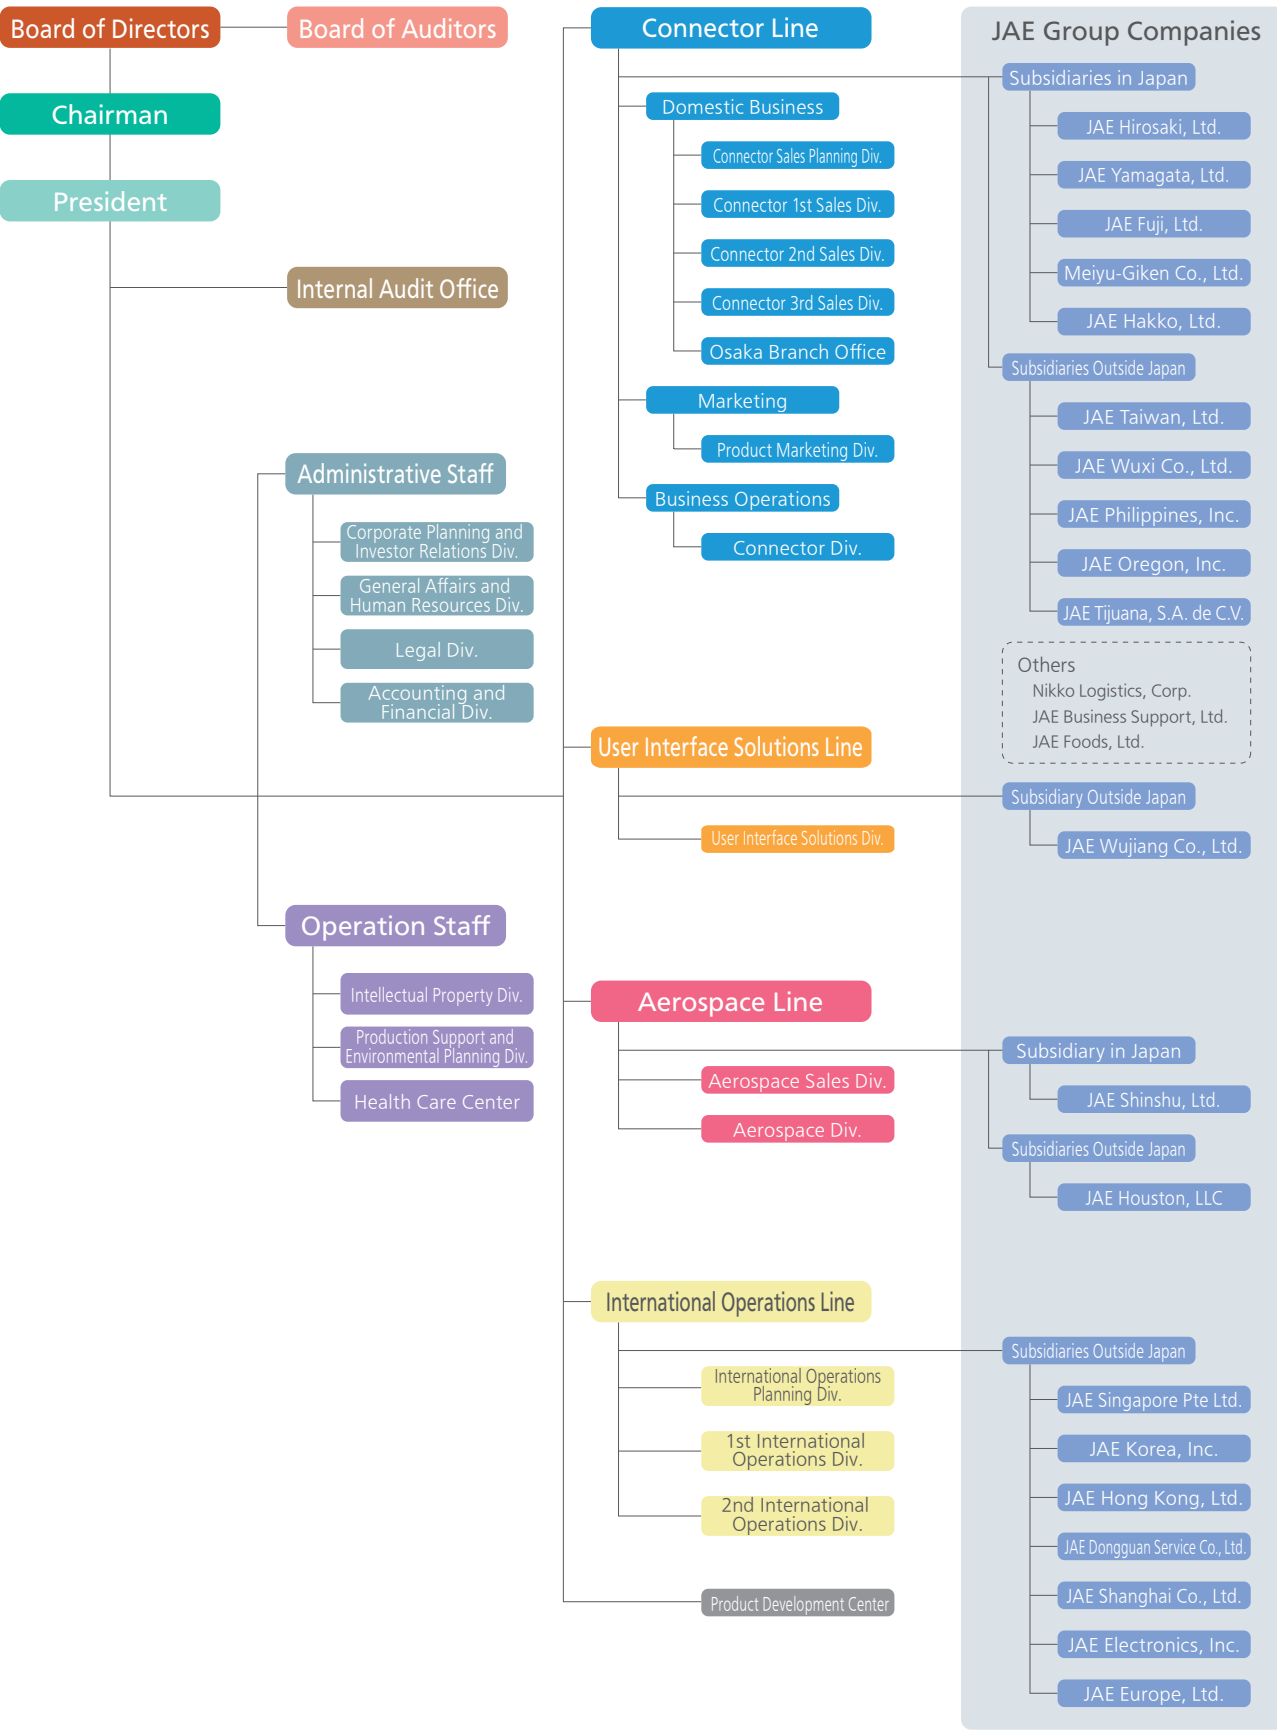 Board of Directors
Board of Auditors
Chairman
President
Internal Audit Office
Administrative Staff
Corporate Planning and
Investor Relations Div.
General Affairs and
Human Resources Div.
Legal Div.
Accounting and
Financial Div.
Operation Staff
Intellectual Property Div.
Production Support and
Environmental Planning Div.
Health Care Center
Connector Line
Domestic Business
Connector Sales Planning Div.
Connector 1st Sales Div.
Connector 2nd Sales Div.
Connector 3rd Sales Div.
Osaka Branch Office
Marketing
Product Marketing Div.
Business Operations
Connector Div.
User Interface Solutions Line
User Interface Solutions Div.
Aerospace Line
Aerospace Sales Div.
Aerospace Div.
International Operations Line
International Operations
Planning Div.
1st International
Operations Div.
2nd International
Operations Div.
Product Development Center
JAE Group Companies
Subsidiaries in Japan
JAE Hirosaki, Ltd.
JAE Yamagata, Ltd.
JAE Fuji, Ltd.
Meiyu-Giken Co., Ltd.
JAE Hakko, Ltd.
Subsidiaries Outside Japan
JAE Taiwan, Ltd.
JAE Wuxi Co., Ltd.
JAE Philippines, Inc.
JAE Oregon, Inc.
JAE Tijuana, S.A. de C.V.
Others
Nikko Logistics, Corp.
JAE Business Support, Ltd.
JAE Foods, Ltd.
Subsidiary Outside Japan
JAE Wujiang Co., Ltd.
Subsidiary in Japan
JAE Shinshu, Ltd.
Subsidiaries Outside Japan
JAE Houston, LLC
Subsidiaries Outside Japan
JAE Singapore Pte Ltd.
JAE Korea, Inc.
JAE Hong Kong, Ltd.
JAE Dongguan Service Co., Ltd.
JAE Shanghai Co., Ltd.
JAE Electronics, Inc.
JAE Europe, Ltd.